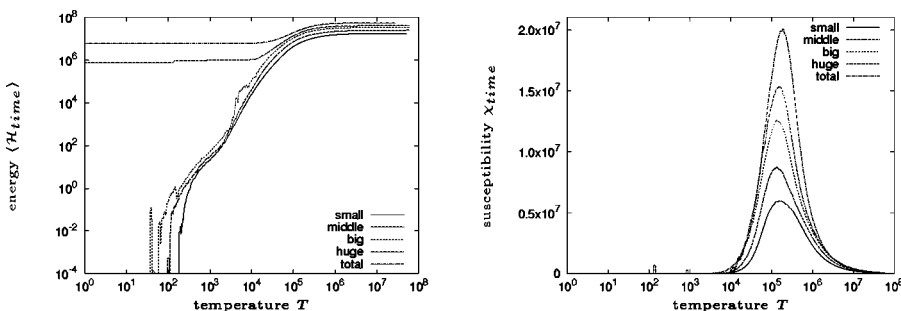 energy ⟨H_time⟩
10^8
10^6
10^4
10^2
10^0
10^-2
10^-4
10^0 10^1 10^2 10^3 10^4 10^5 10^6 10^7 10^8
temperature T
small
middle
big
huge
total
susceptibility χ_time
2.0x10^7
1.5x10^7
1.0x10^7
0.5x10^7
0
10^0 10^1 10^2 10^3 10^4 10^5 10^6 10^7 10^8
temperature T
small
middle
big
huge
total